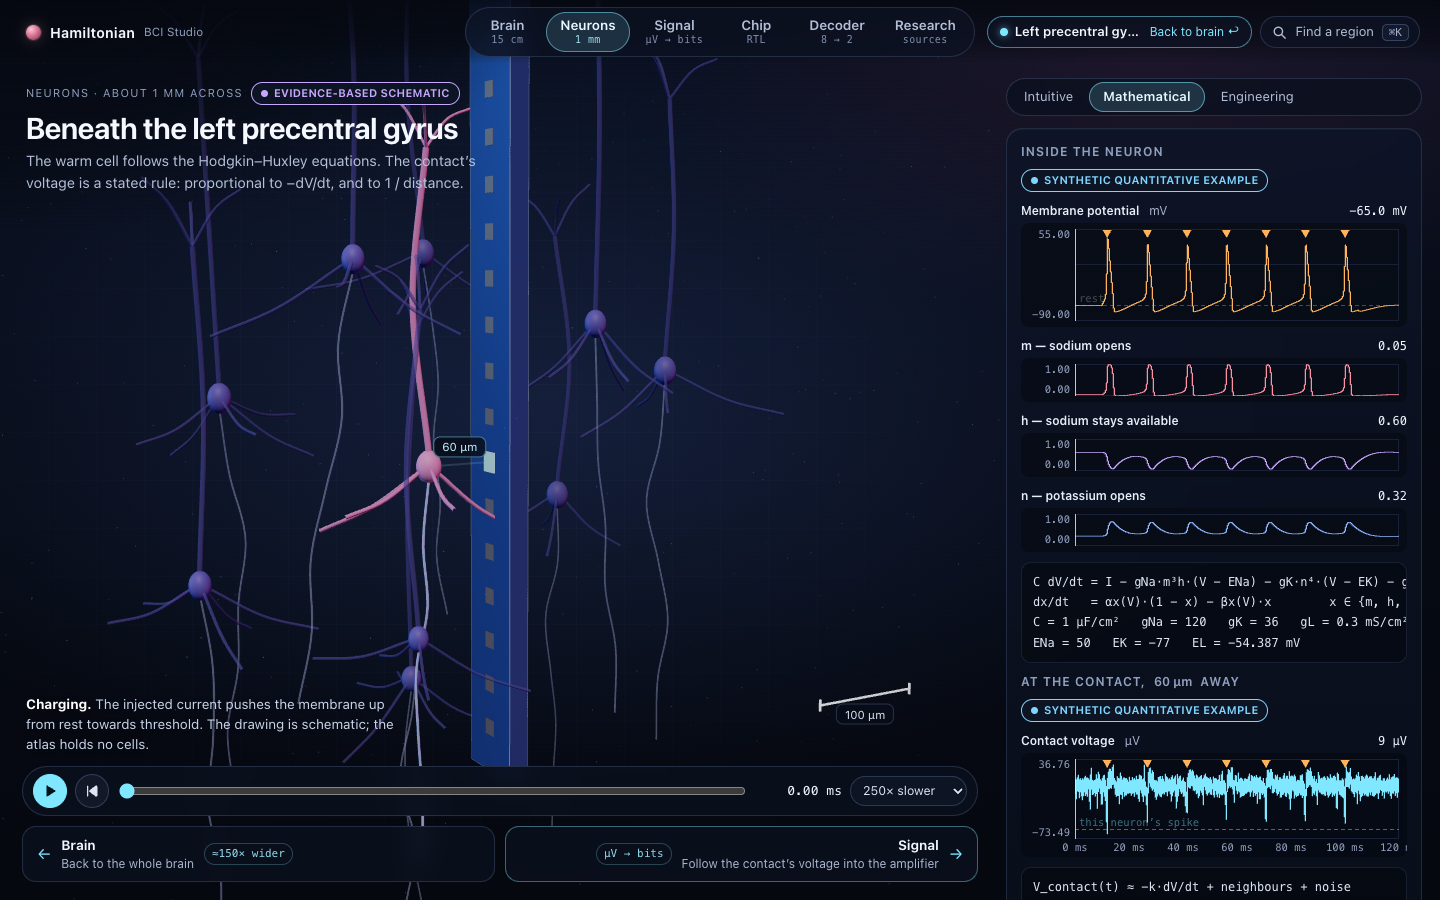 Hamiltonian BCI Studio
Brain
15 cm
Neurons
1 mm
Signal
µV → bits
Chip
RTL
Decoder
8 → 2
Research
sources
Left precentral gy... Back to brain ↩
Find a region ⌘K
NEURONS · ABOUT 1 MM ACROSS EVIDENCE-BASED SCHEMATIC
Beneath the left precentral gyrus
The warm cell follows the Hodgkin–Huxley equations. The contact's
voltage is a stated rule: proportional to −dV/dt, and to 1 / distance.
60 µm
100 µm
Charging. The injected current pushes the membrane up
from rest towards threshold. The drawing is schematic; the
atlas holds no cells.
0.00 ms 250× slower
← Brain
Back to the whole brain ≈150× wider
µV → bits Signal
Follow the contact's voltage into the amplifier →
Intuitive Mathematical Engineering
INSIDE THE NEURON
SYNTHETIC QUANTITATIVE EXAMPLE
Membrane potential mV −65.0 mV
55.00
rest
−90.00
m — sodium opens 0.05
1.00
0.00
h — sodium stays available 0.60
1.00
0.00
n — potassium opens 0.32
1.00
0.00
C dV/dt = I − gNa·m³h·(V − ENa) − gK·n⁴·(V − EK) − g
dx/dt = αx(V)·(1 − x) − βx(V)·x x ∈ {m, h,
C = 1 µF/cm² gNa = 120 gK = 36 gL = 0.3 mS/cm²
ENa = 50 EK = −77 EL = −54.387 mV
AT THE CONTACT, 60 µm AWAY
SYNTHETIC QUANTITATIVE EXAMPLE
Contact voltage µV 9 µV
36.76
this neuron's spike
−73.49
0 ms 20 ms 40 ms 60 ms 80 ms 100 ms 120
V_contact(t) ≈ −k·dV/dt + neighbours + noise